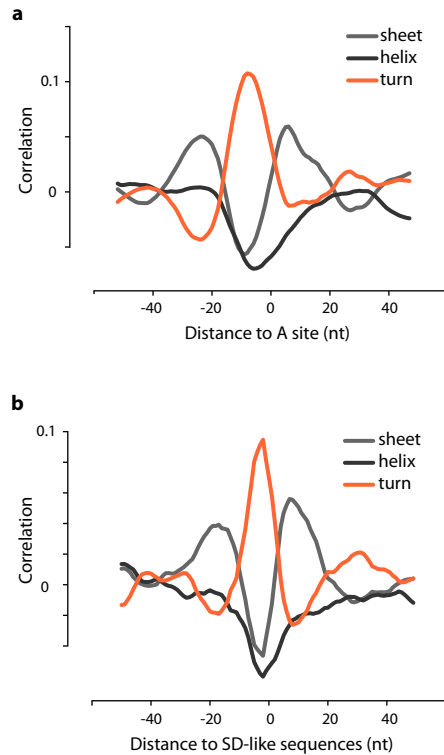 a
sheet
helix
turn
0.1
0
Correlation
-40 -20 0 20 40
Distance to A site (nt)
b
0.1
sheet
helix
turn
0
Correlation
-40 -20 0 20 40
Distance to SD-like sequences (nt)